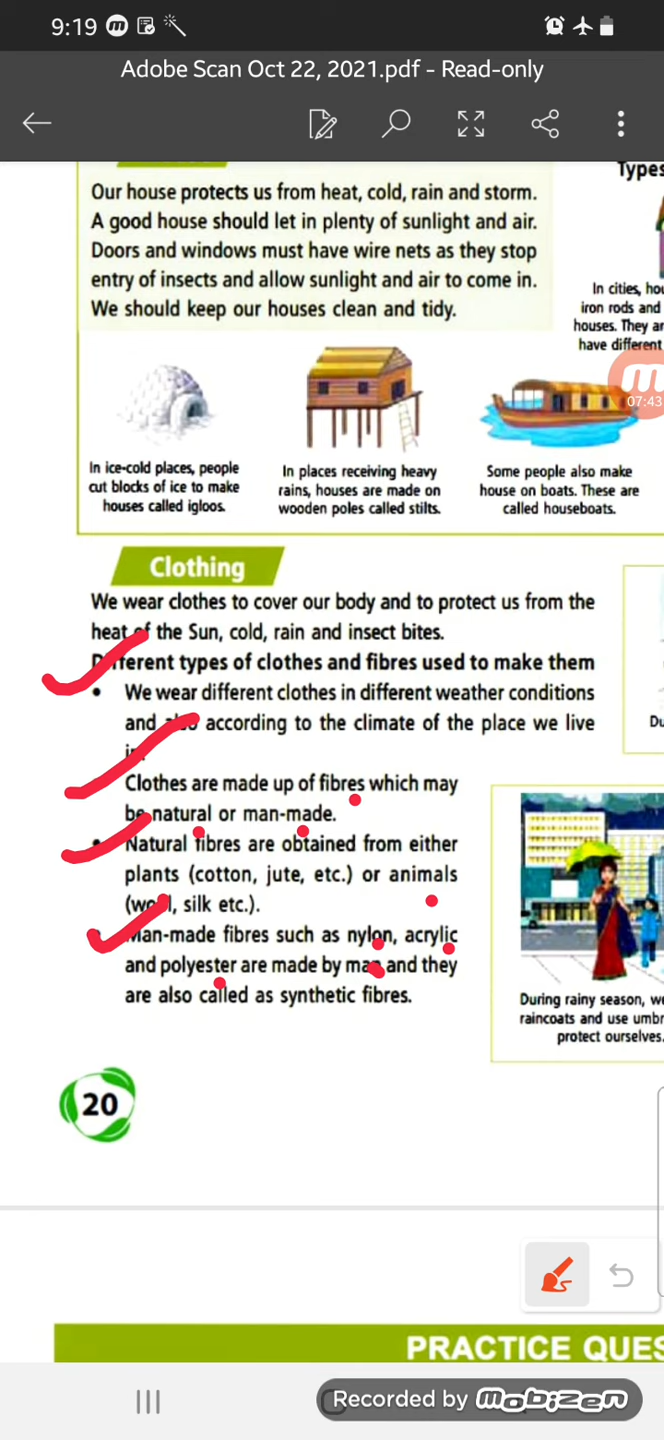 9:19
Adobe Scan Oct 22, 2021.pdf - Read-only
Our house protects us from heat, cold, rain and storm.
A good house should let in plenty of sunlight and air.
Doors and windows must have wire nets as they stop
entry of insects and allow sunlight and air to come in.
We should keep our houses clean and tidy.
Types
In cities, hou
iron rods and
houses. They ar
have different
07:43
In ice-cold places, people
cut blocks of ice to make
houses called igloos.
In places receiving heavy
rains, houses are made on
wooden poles called stilts.
Some people also make
house on boats. These are
called houseboats.
Clothing
We wear clothes to cover our body and to protect us from the
heat of the Sun, cold, rain and insect bites.
Different types of clothes and fibres used to make them
• We wear different clothes in different weather conditions
and also according to the climate of the place we live
in
Clothes are made up of fibres which may
be natural or man-made.
• Natural fibres are obtained from either
plants (cotton, jute, etc.) or animals
(wool, silk etc.).
Man-made fibres such as nylon, acrylic
and polyester are made by man and they
are also called as synthetic fibres.
Du
During rainy season, we
raincoats and use umbr
protect ourselves.
20
PRACTICE QUES
Recorded by mobizen